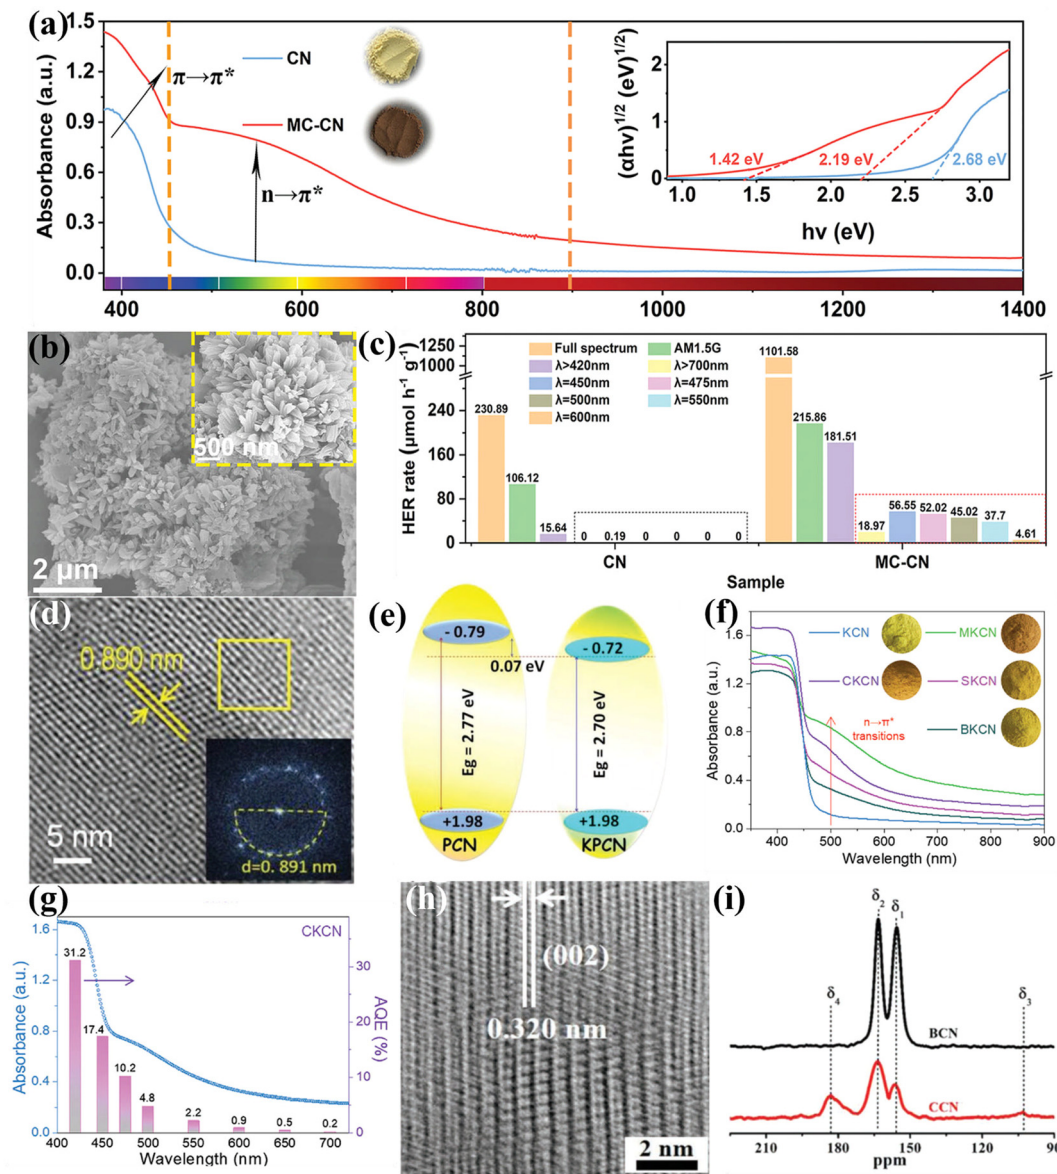 (a)
Absorbance (a.u.)
1.5
1.2
0.9
0.6
0.3
0.0
π→π*
CN
MC-CN
n→π*
400
600
800
1000
1200
1400
(αhν)1/2 (eV)1/2)
2
1
0
1.42 eV
2.19 eV
2.68 eV
1.0
1.5
2.0
2.5
3.0
hν (eV)
(b)
500 nm
2 μm
(c)
HER rate (μmol h-1 g-1)
1250
1000
240
160
80
0
Full spectrum
AM1.5G
λ>420nm
λ>700nm
λ=450nm
λ=475nm
λ=500nm
λ=550nm
λ=600nm
230.89
106.12
15.64
0
0.19
0
0
0
0
1101.58
215.86
181.51
18.97
56.55
52.02
45.02
37.7
4.61
CN
MC-CN
Sample
(d)
0.890 nm
5 nm
d=0. 891 nm
(e)
- 0.79
- 0.72
0.07 eV
Eg = 2.77 eV
Eg = 2.70 eV
+1.98
+1.98
PCN
KPCN
(f)
Absorbance (a.u.)
1.6
1.2
0.8
0.4
0.0
KCN
MKCN
CKCN
SKCN
BKCN
n→π*
transitions
400
500
600
700
800
900
Wavelength (nm)
(g)
Absorbance (a.u.)
1.6
1.2
0.8
0.4
0.0
CKCN
31.2
17.4
10.2
4.8
2.2
0.9
0.5
0.2
30
20
10
0
AQE (%)
400
450
500
550
600
650
700
Wavelength (nm)
(h)
(002)
0.320 nm
2 nm
(i)
δ2
δ1
δ4
δ3
BCN
CCN
210
180
150
120
90
ppm